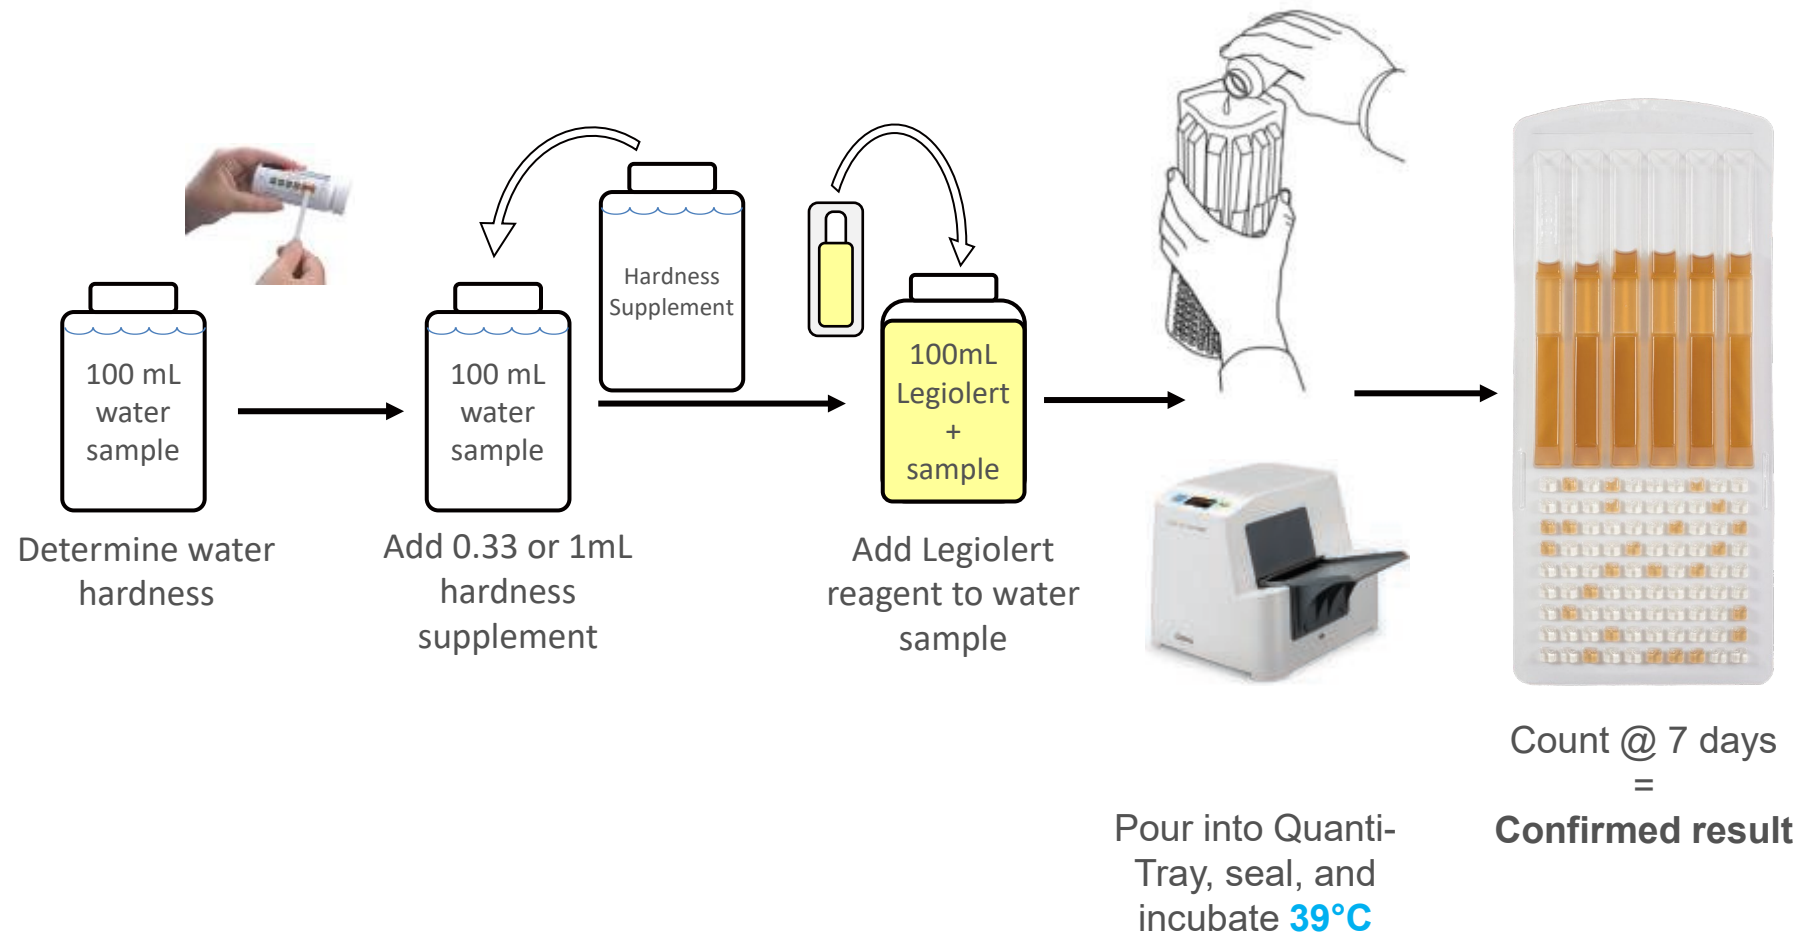 100 mL
water
sample
Determine water
hardness
100 mL
water
sample
Add 0.33 or 1mL
hardness
supplement
Hardness
Supplement
100mL
Legiolert
+
sample
Add Legiolert
reagent to water
sample
Pour into Quanti-
Tray, seal, and
incubate 39°C
Count @ 7 days
=
Confirmed result